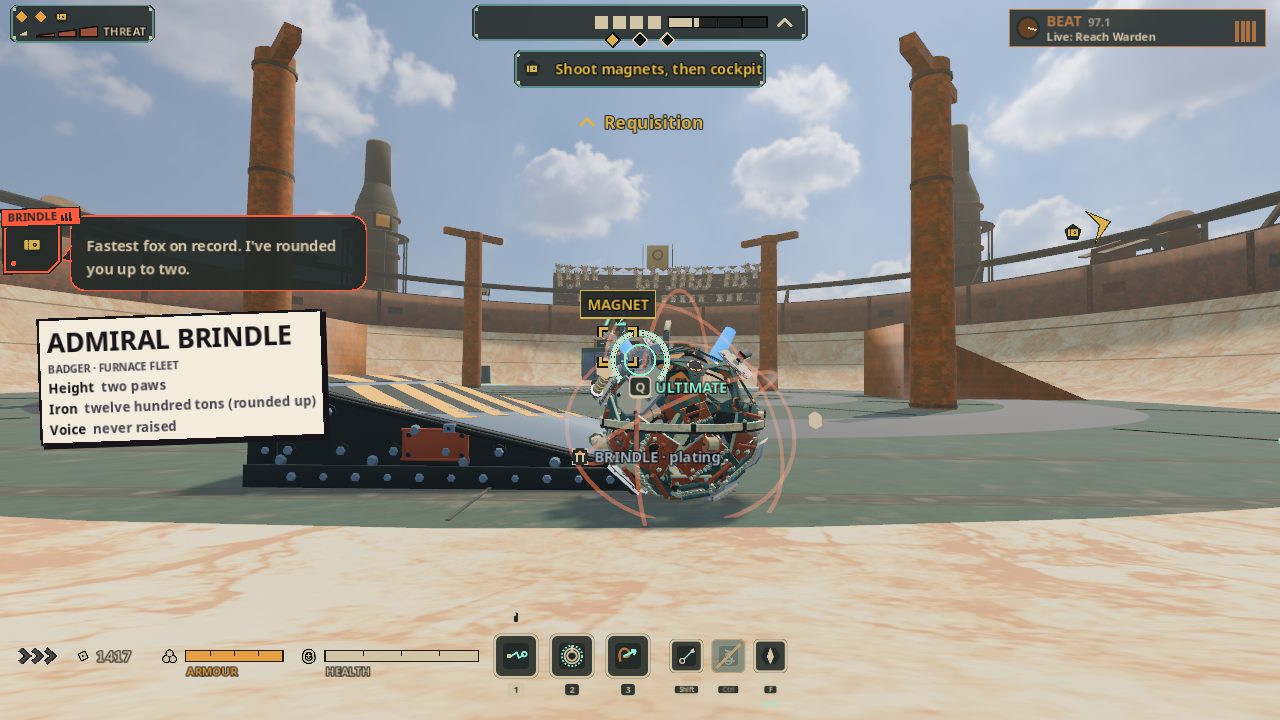 THREAT
BEAT 97.1
Live: Reach Warden
Shoot magnets, then cockpit
Requisition
BRINDLE
Fastest fox on record. I've rounded
you up to two.
MAGNET
ADMIRAL BRINDLE
BADGER · FURNACE FLEET
Height two paws
Iron twelve hundred tons (rounded up)
Voice never raised
Q ULTIMATE
BRINDLE · plating
1417
ARMOUR
HEALTH
1
2
3
Shift
Ctrl
F